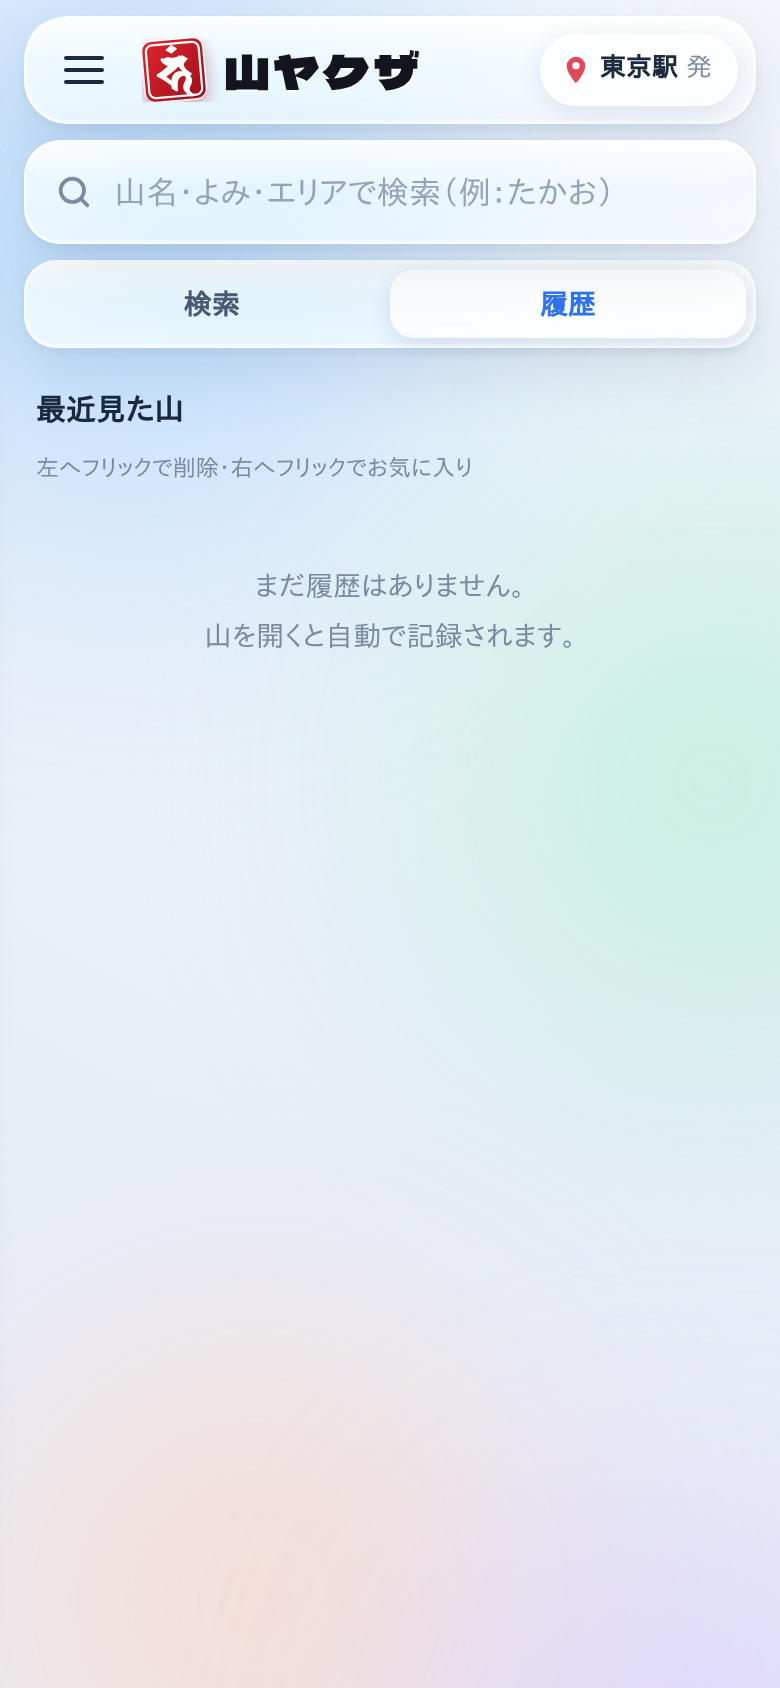 山ヤクザ
東京駅 発
山名・よみ・エリアで検索（例：たかお）
検索
履歴
最近見た山
左へフリックで削除・右へフリックでお気に入り
まだ履歴はありません。
山を開くと自動で記録されます。